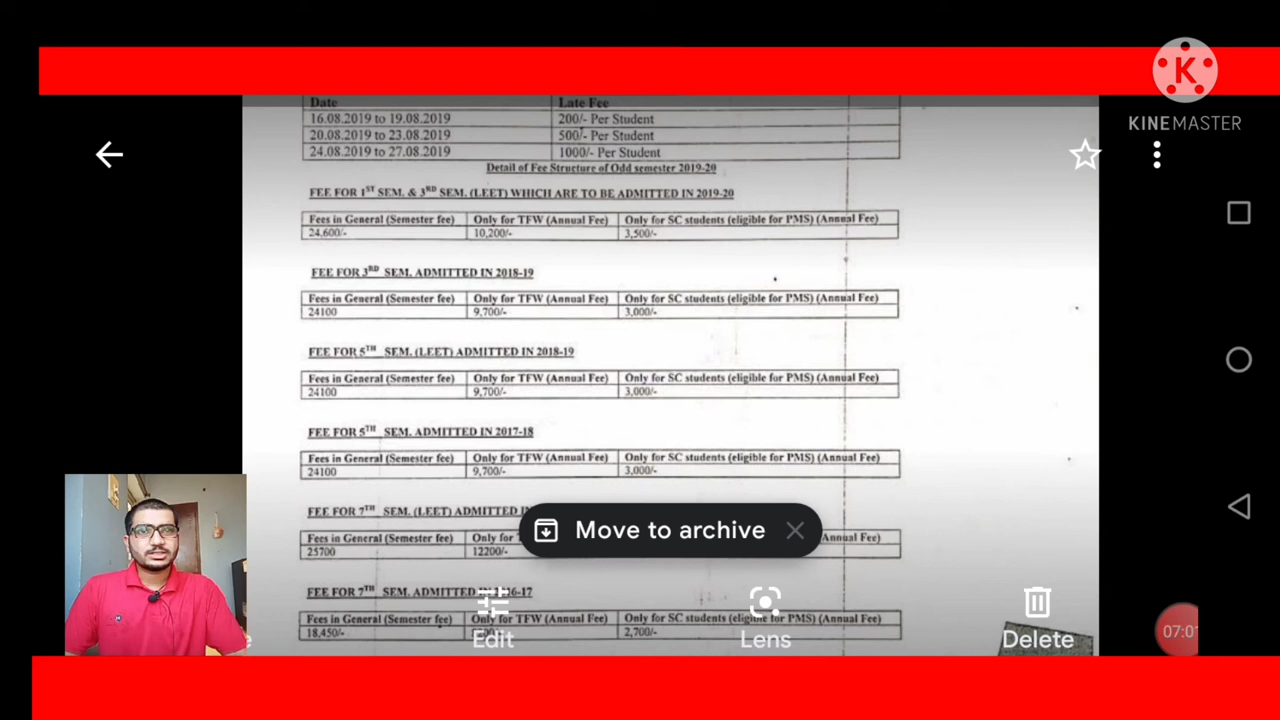 K
KINEMASTER
Date Late Fee
16.08.2019 to 19.08.2019 200/- Per Student
20.08.2019 to 23.08.2019 500/- Per Student
24.08.2019 to 27.08.2019 1000/- Per Student
Detail of Fee Structure of Odd semester 2019-20
FEE FOR 1ST SEM. & 3RD SEM. (LEET) WHICH ARE TO BE ADMITTED IN 2019-20
Fees in General (Semester fee) Only for TFW (Annual Fee) Only for SC students (eligible for PMS) (Annual Fee)
24,600/- 10,200/- 3,500/-
FEE FOR 3RD SEM. ADMITTED IN 2018-19
Fees in General (Semester fee) Only for TFW (Annual Fee) Only for SC students (eligible for PMS) (Annual Fee)
24100 9,700/- 3,000/-
FEE FOR 5TH SEM. (LEET) ADMITTED IN 2018-19
Fees in General (Semester fee) Only for TFW (Annual Fee) Only for SC students (eligible for PMS) (Annual Fee)
24100 9,700/- 3,000/-
FEE FOR 5TH SEM. ADMITTED IN 2017-18
Fees in General (Semester fee) Only for TFW (Annual Fee) Only for SC students (eligible for PMS) (Annual Fee)
24100 9,700/- 3,000/-
FEE FOR 7TH SEM. (LEET) ADMITTED
Move to archive
Fees in General (Semester fee) Only for Annual Fee)
25700 12200/-
FEE FOR 7TH SEM. ADMITTED IN
Fees in General (Semester fee) Only for TFW (Annual Fee) Only for SC students (eligible for PMS) (Annual Fee)
18,450/- 2,700/-
Edit
Lens
Delete
07:01